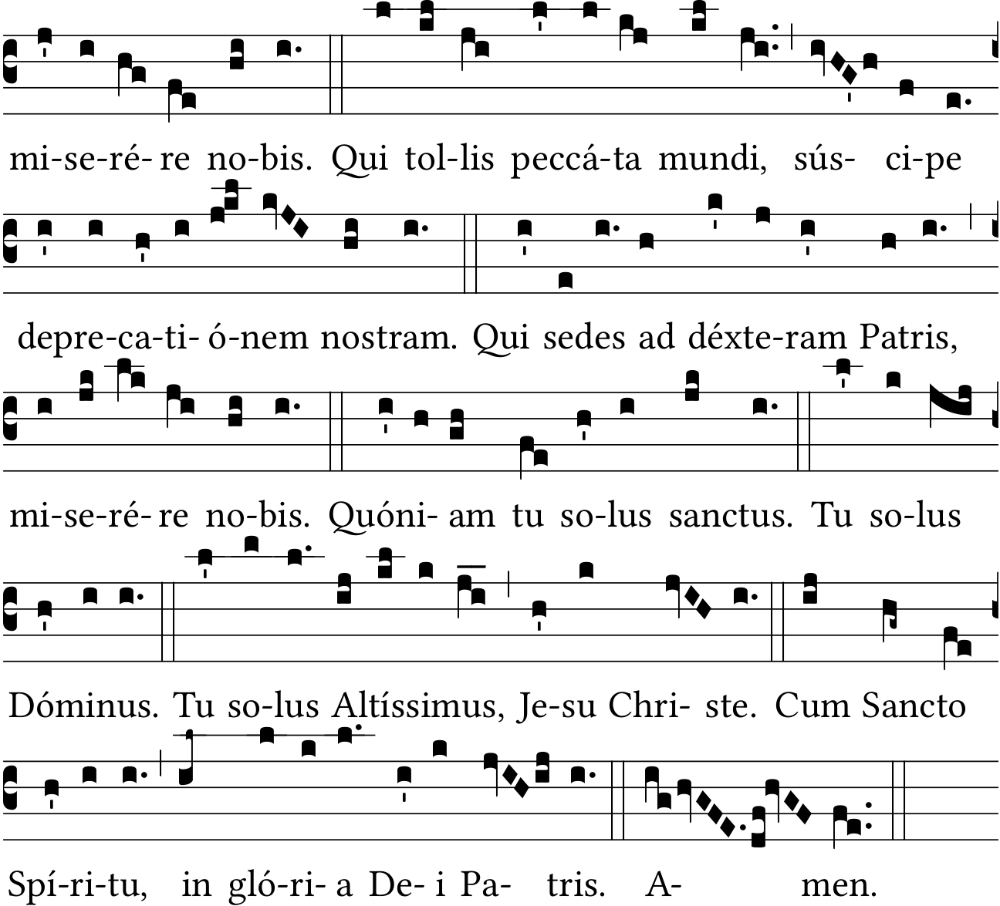 mi-se-ré-re no-bis. Qui tol-lis peccá-ta mundi, sús- ci-pe
depre-ca-ti-ó-nem nostram. Qui sedes ad déxte-ram Patris,
mi-se-ré-re no-bis. Quóni-am tu so-lus sanctus. Tu so-lus
Dóminus. Tu so-lus Altíssimus, Je-su Chri- ste. Cum Sancto
Spí-ri-tu, in gló-ri-a De-i Pa- tris. A- men.